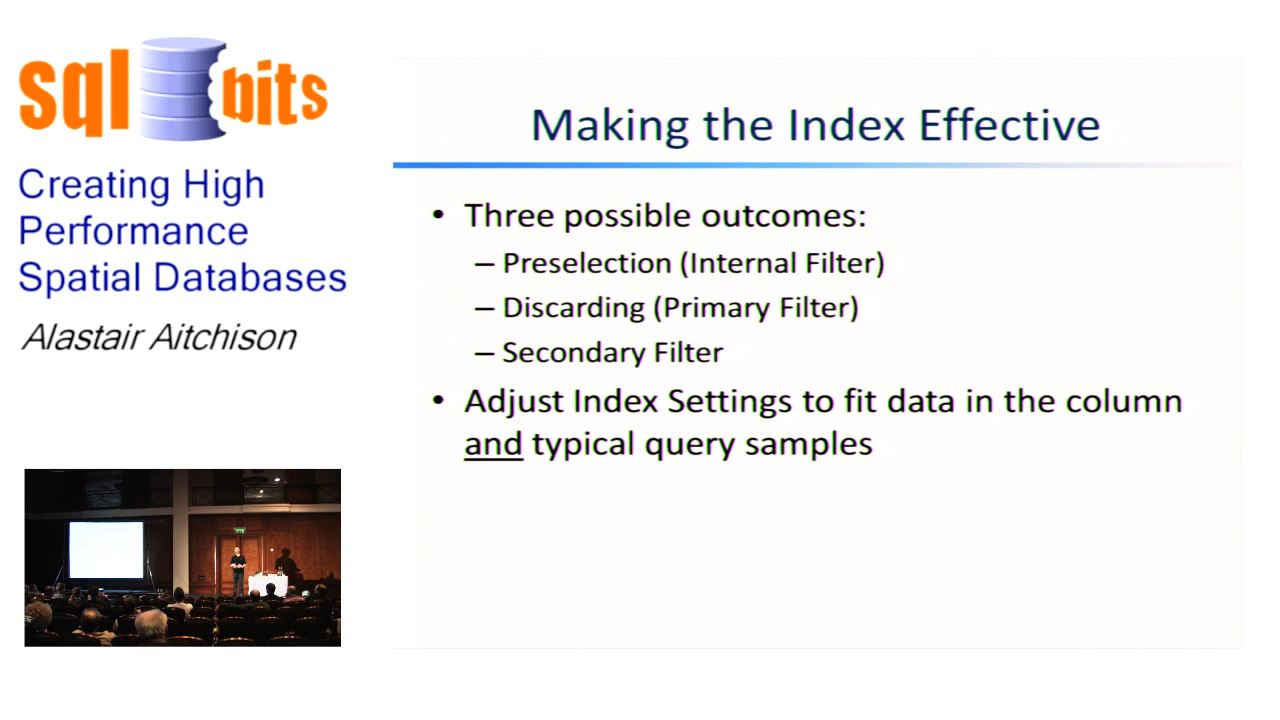 sql bits
Creating High
Performance
Spatial Databases
Alastair Aitchison
Making the Index Effective
• Three possible outcomes:
– Preselection (Internal Filter)
– Discarding (Primary Filter)
– Secondary Filter
• Adjust Index Settings to fit data in the column
and typical query samples